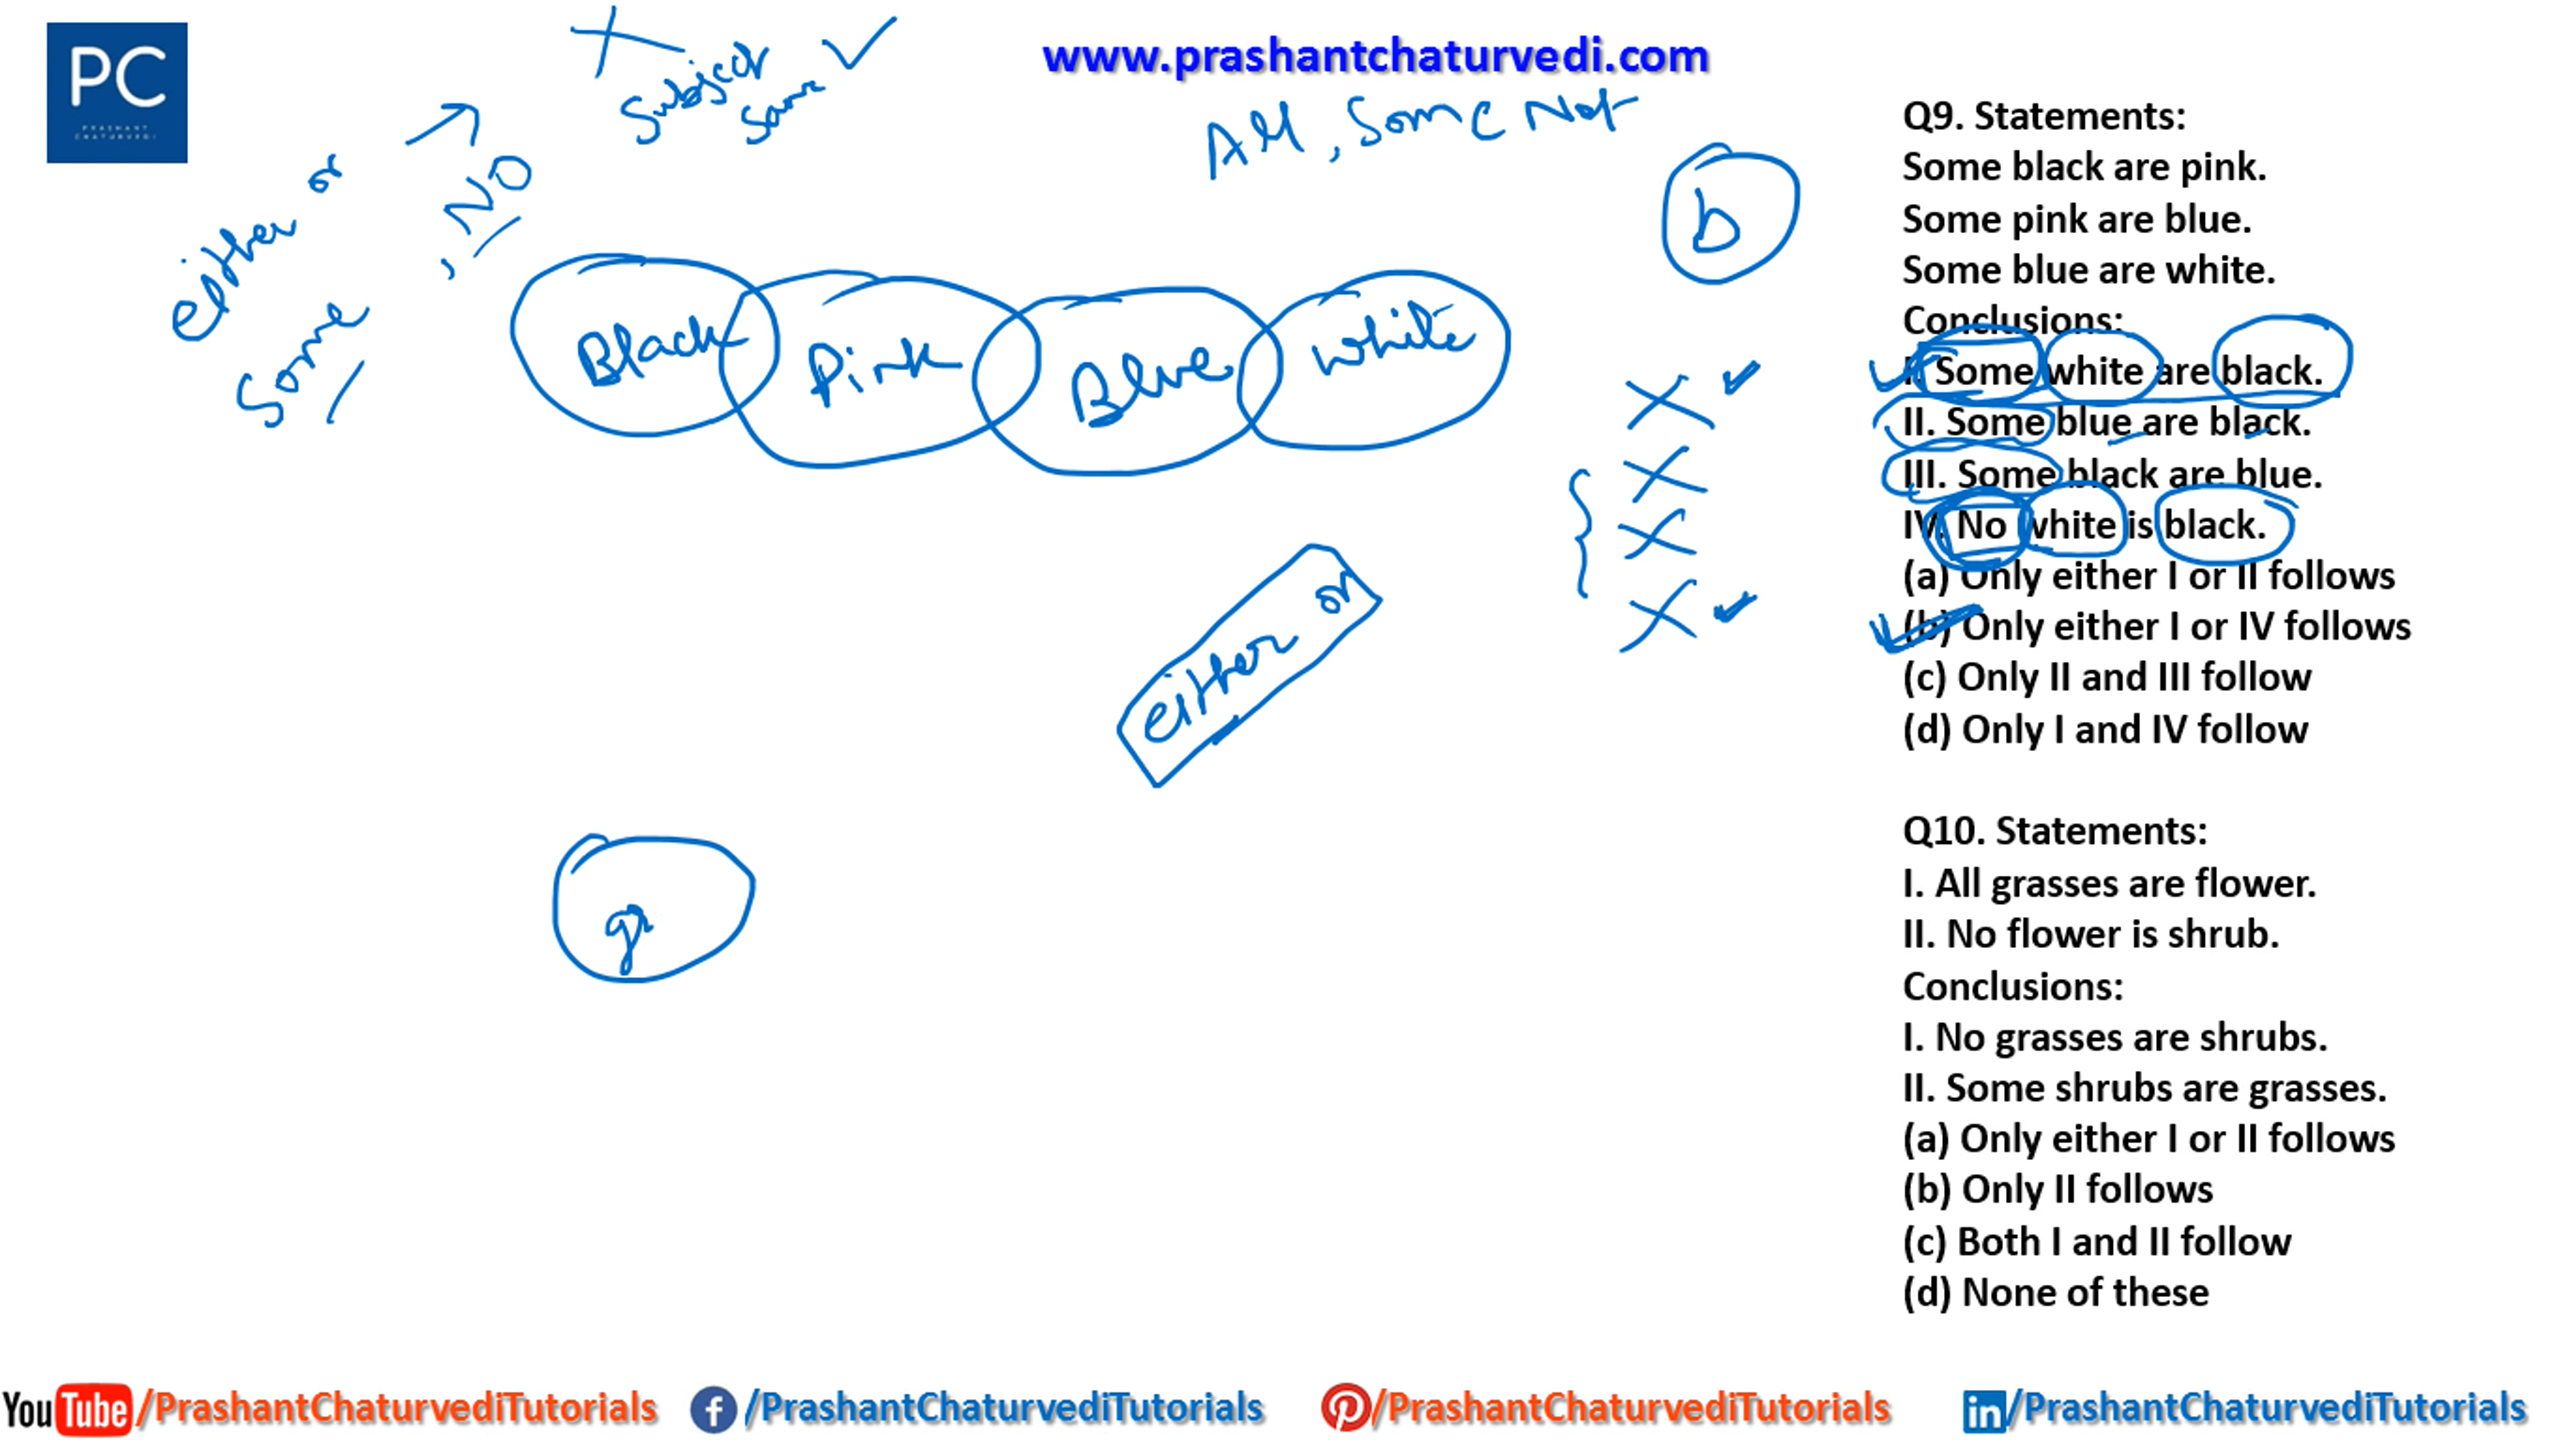 PC
PRASHANT
CHATURVEDI
www.prashantchaturvedi.com
Subject
Same
either or
Some, NO
All, Some Not
b
Black
Pink
Blue
White
either or
gr
Q9. Statements:
Some black are pink.
Some pink are blue.
Some blue are white.
Conclusions:
I. Some white are black.
II. Some blue are black.
III. Some black are blue.
IV. No white is black.
(a) Only either I or II follows
(b) Only either I or IV follows
(c) Only II and III follow
(d) Only I and IV follow
Q10. Statements:
I. All grasses are flower.
II. No flower is shrub.
Conclusions:
I. No grasses are shrubs.
II. Some shrubs are grasses.
(a) Only either I or II follows
(b) Only II follows
(c) Both I and II follow
(d) None of these
YouTube/PrashantChaturvediTutorials
f/PrashantChaturvediTutorials
/PrashantChaturvediTutorials
in/PrashantChaturvediTutorials